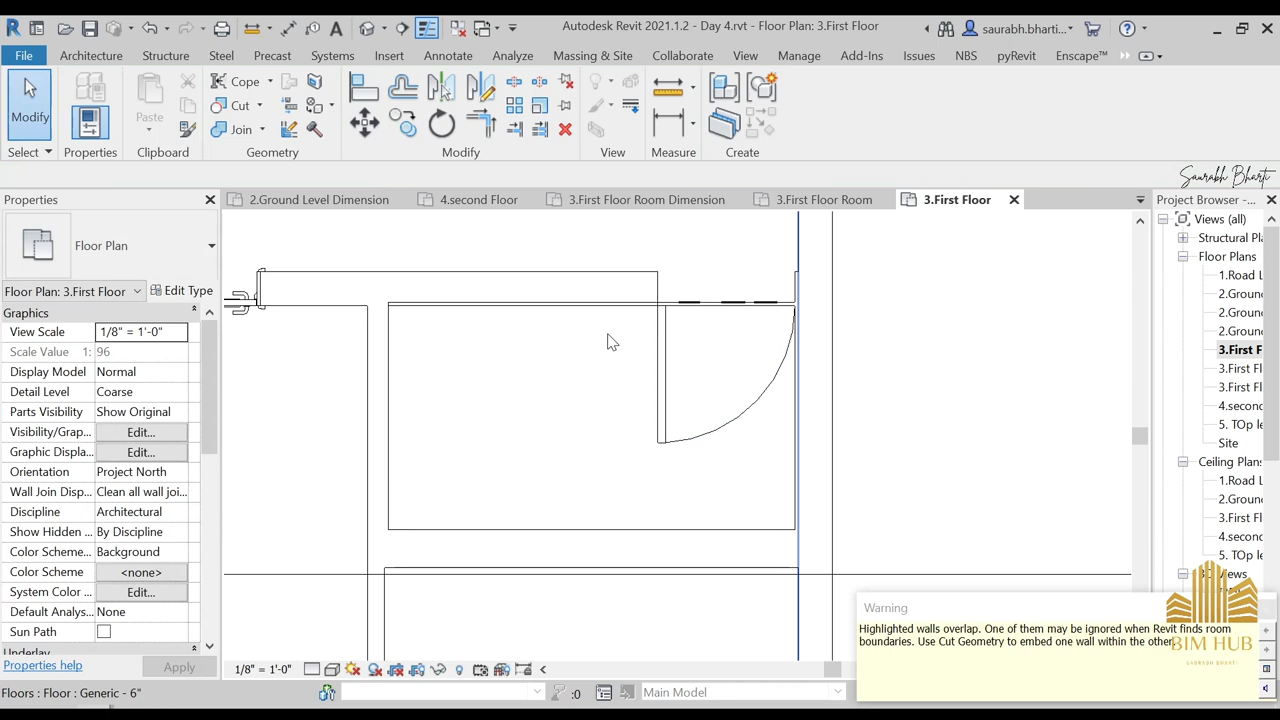 Autodesk Revit 2021.1.2 - Day 4.rvt - Floor Plan: 3.First Floor
saurabh.bharti...
File Architecture Structure Steel Precast Systems Insert Annotate Analyze Massing & Site Collaborate View Manage Add-Ins Issues NBS pyRevit Enscape™
Modify
Paste
Cope
Cut
Join
Select Properties Clipboard Geometry Modify View Measure Create
Saurabh Bharti
Properties
2.Ground Level Dimension 4.second Floor 3.First Floor Room Dimension 3.First Floor Room 3.First Floor
Project Browser -...
Floor Plan
Floor Plan: 3.First Floor Edit Type
Graphics
View Scale 1/8" = 1'-0"
Scale Value 1: 96
Display Model Normal
Detail Level Coarse
Parts Visibility Show Original
Visibility/Grap... Edit...
Graphic Displa... Edit...
Orientation Project North
Wall Join Disp... Clean all wall joi...
Discipline Architectural
Show Hidden ... By Discipline
Color Scheme... Background
Color Scheme <none>
System Color ... Edit...
Default Analys... None
Sun Path
Underlay
Properties help Apply
Views (all)
Structural Pla
Floor Plans
1.Road L
2.Ground
2.Ground
2.Ground
3.First F
3.First Fl
3.First Fl
4.second
5. TOp le
Site
Ceiling Plans
1.Road L
2.Ground
3.First Fl
4.second
5. TOp le
Views
Warning
Highlighted walls overlap. One of them may be ignored when Revit finds room
boundaries. Use Cut Geometry to embed one wall within the other.
BIM HUB
SAURABH BHARTI
1/8" = 1'-0"
Floors : Floor : Generic - 6"
:0
Main Model